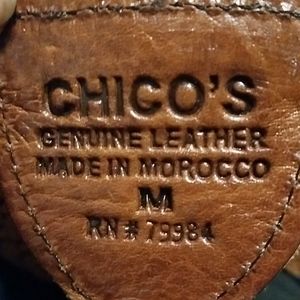 CHICO'S
GENUINE LEATHER
MADE IN MOROCCO
M
RN# 79984